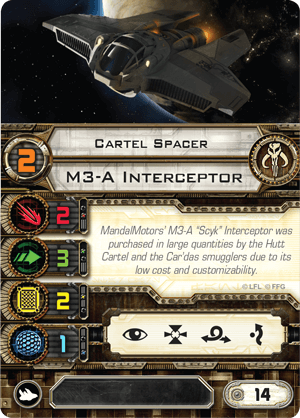 CARTEL SPACER
2
M3-A INTERCEPTOR
2
3
2
1
MandalMotors' M3-A "Scyk" Interceptor was
purchased in large quantities by the Hutt
Cartel and the Car'das smugglers due to its
low cost and customizability.
© LFL. © FFG
14